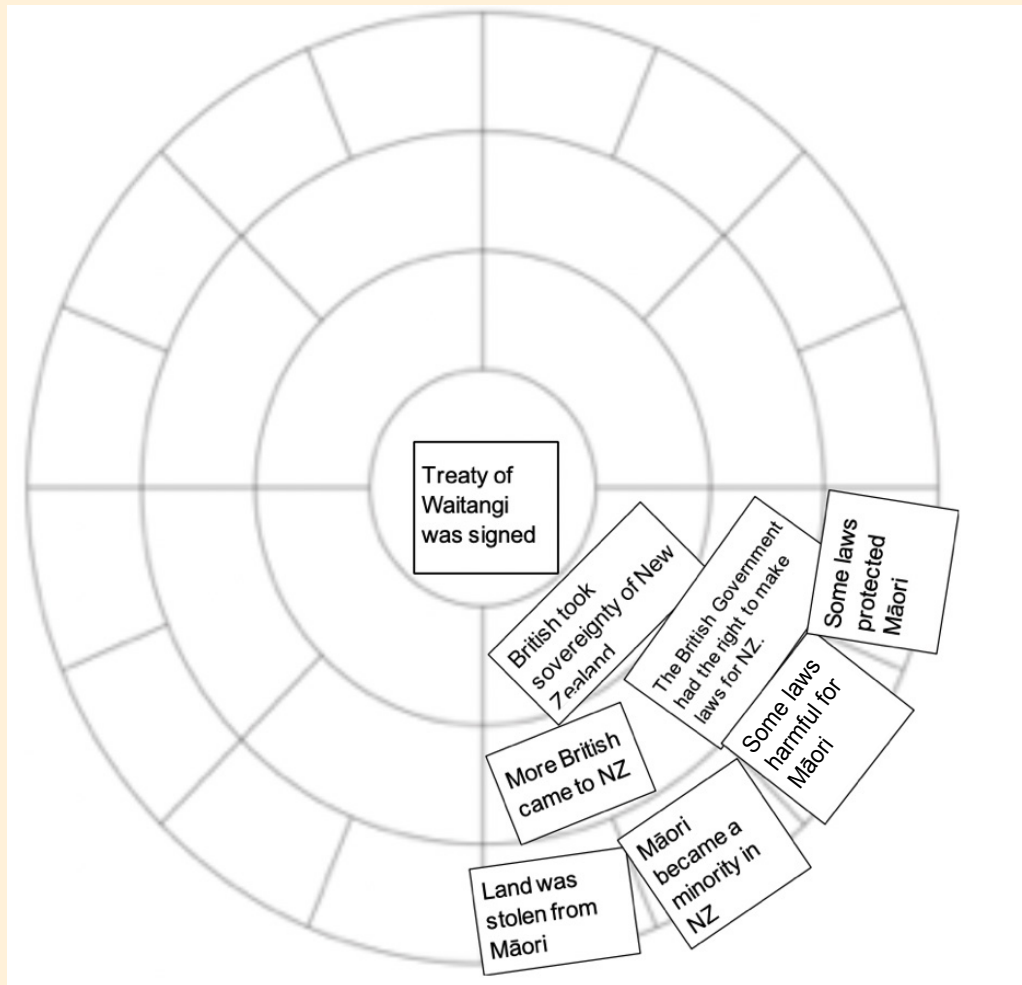 Treaty of
Waitangi
was signed
British took
sovereignty of New
Zealand
The British Government
had the right to make
laws for NZ.
Some laws
protected
Māori
Some laws
harmful for
Māori
More British
came to NZ
Māori
became a
minority in
NZ
Land was
stolen from
Māori